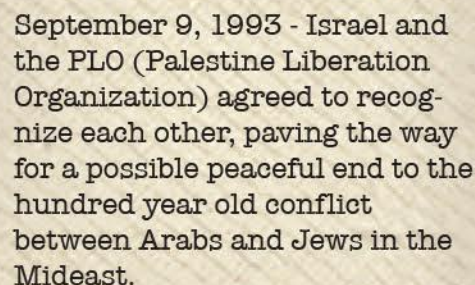 September 9, 1993 - Israel and
the PLO (Palestine Liberation
Organization) agreed to recog-
nize each other, paving the way
for a possible peaceful end to the
hundred year old conflict
between Arabs and Jews in the
Mideast.